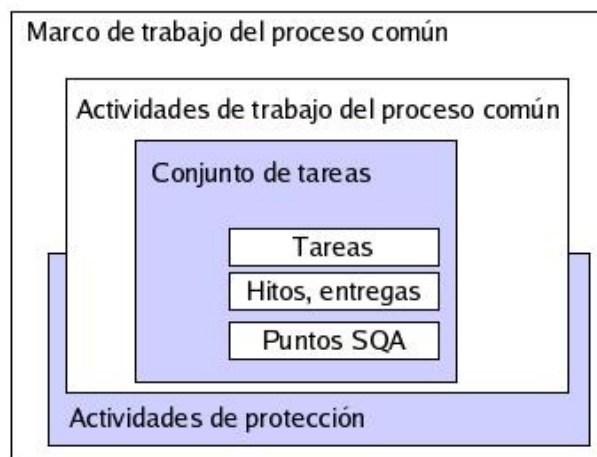 Marco de trabajo del proceso común
Actividades de trabajo del proceso común
Conjunto de tareas
Tareas
Hitos, entregas
Puntos SQA
Actividades de protección